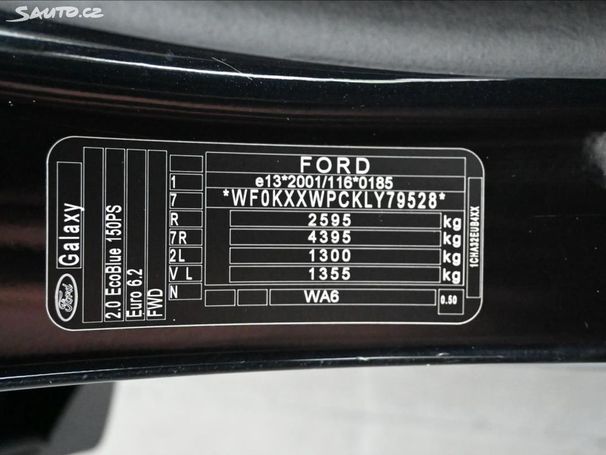 Sauto.cz
FORD
e13*2001/116*0185
*WF0KXXWPCKLY79528*
2595 kg
4395 kg
1300 kg
1355 kg
WA6
0.50
1
7
R
7R
2L
V L
N
Galaxy
2.0 EcoBlue 150PS
Euro 6.2
FWD
Ford
1CHA32EUB4XX